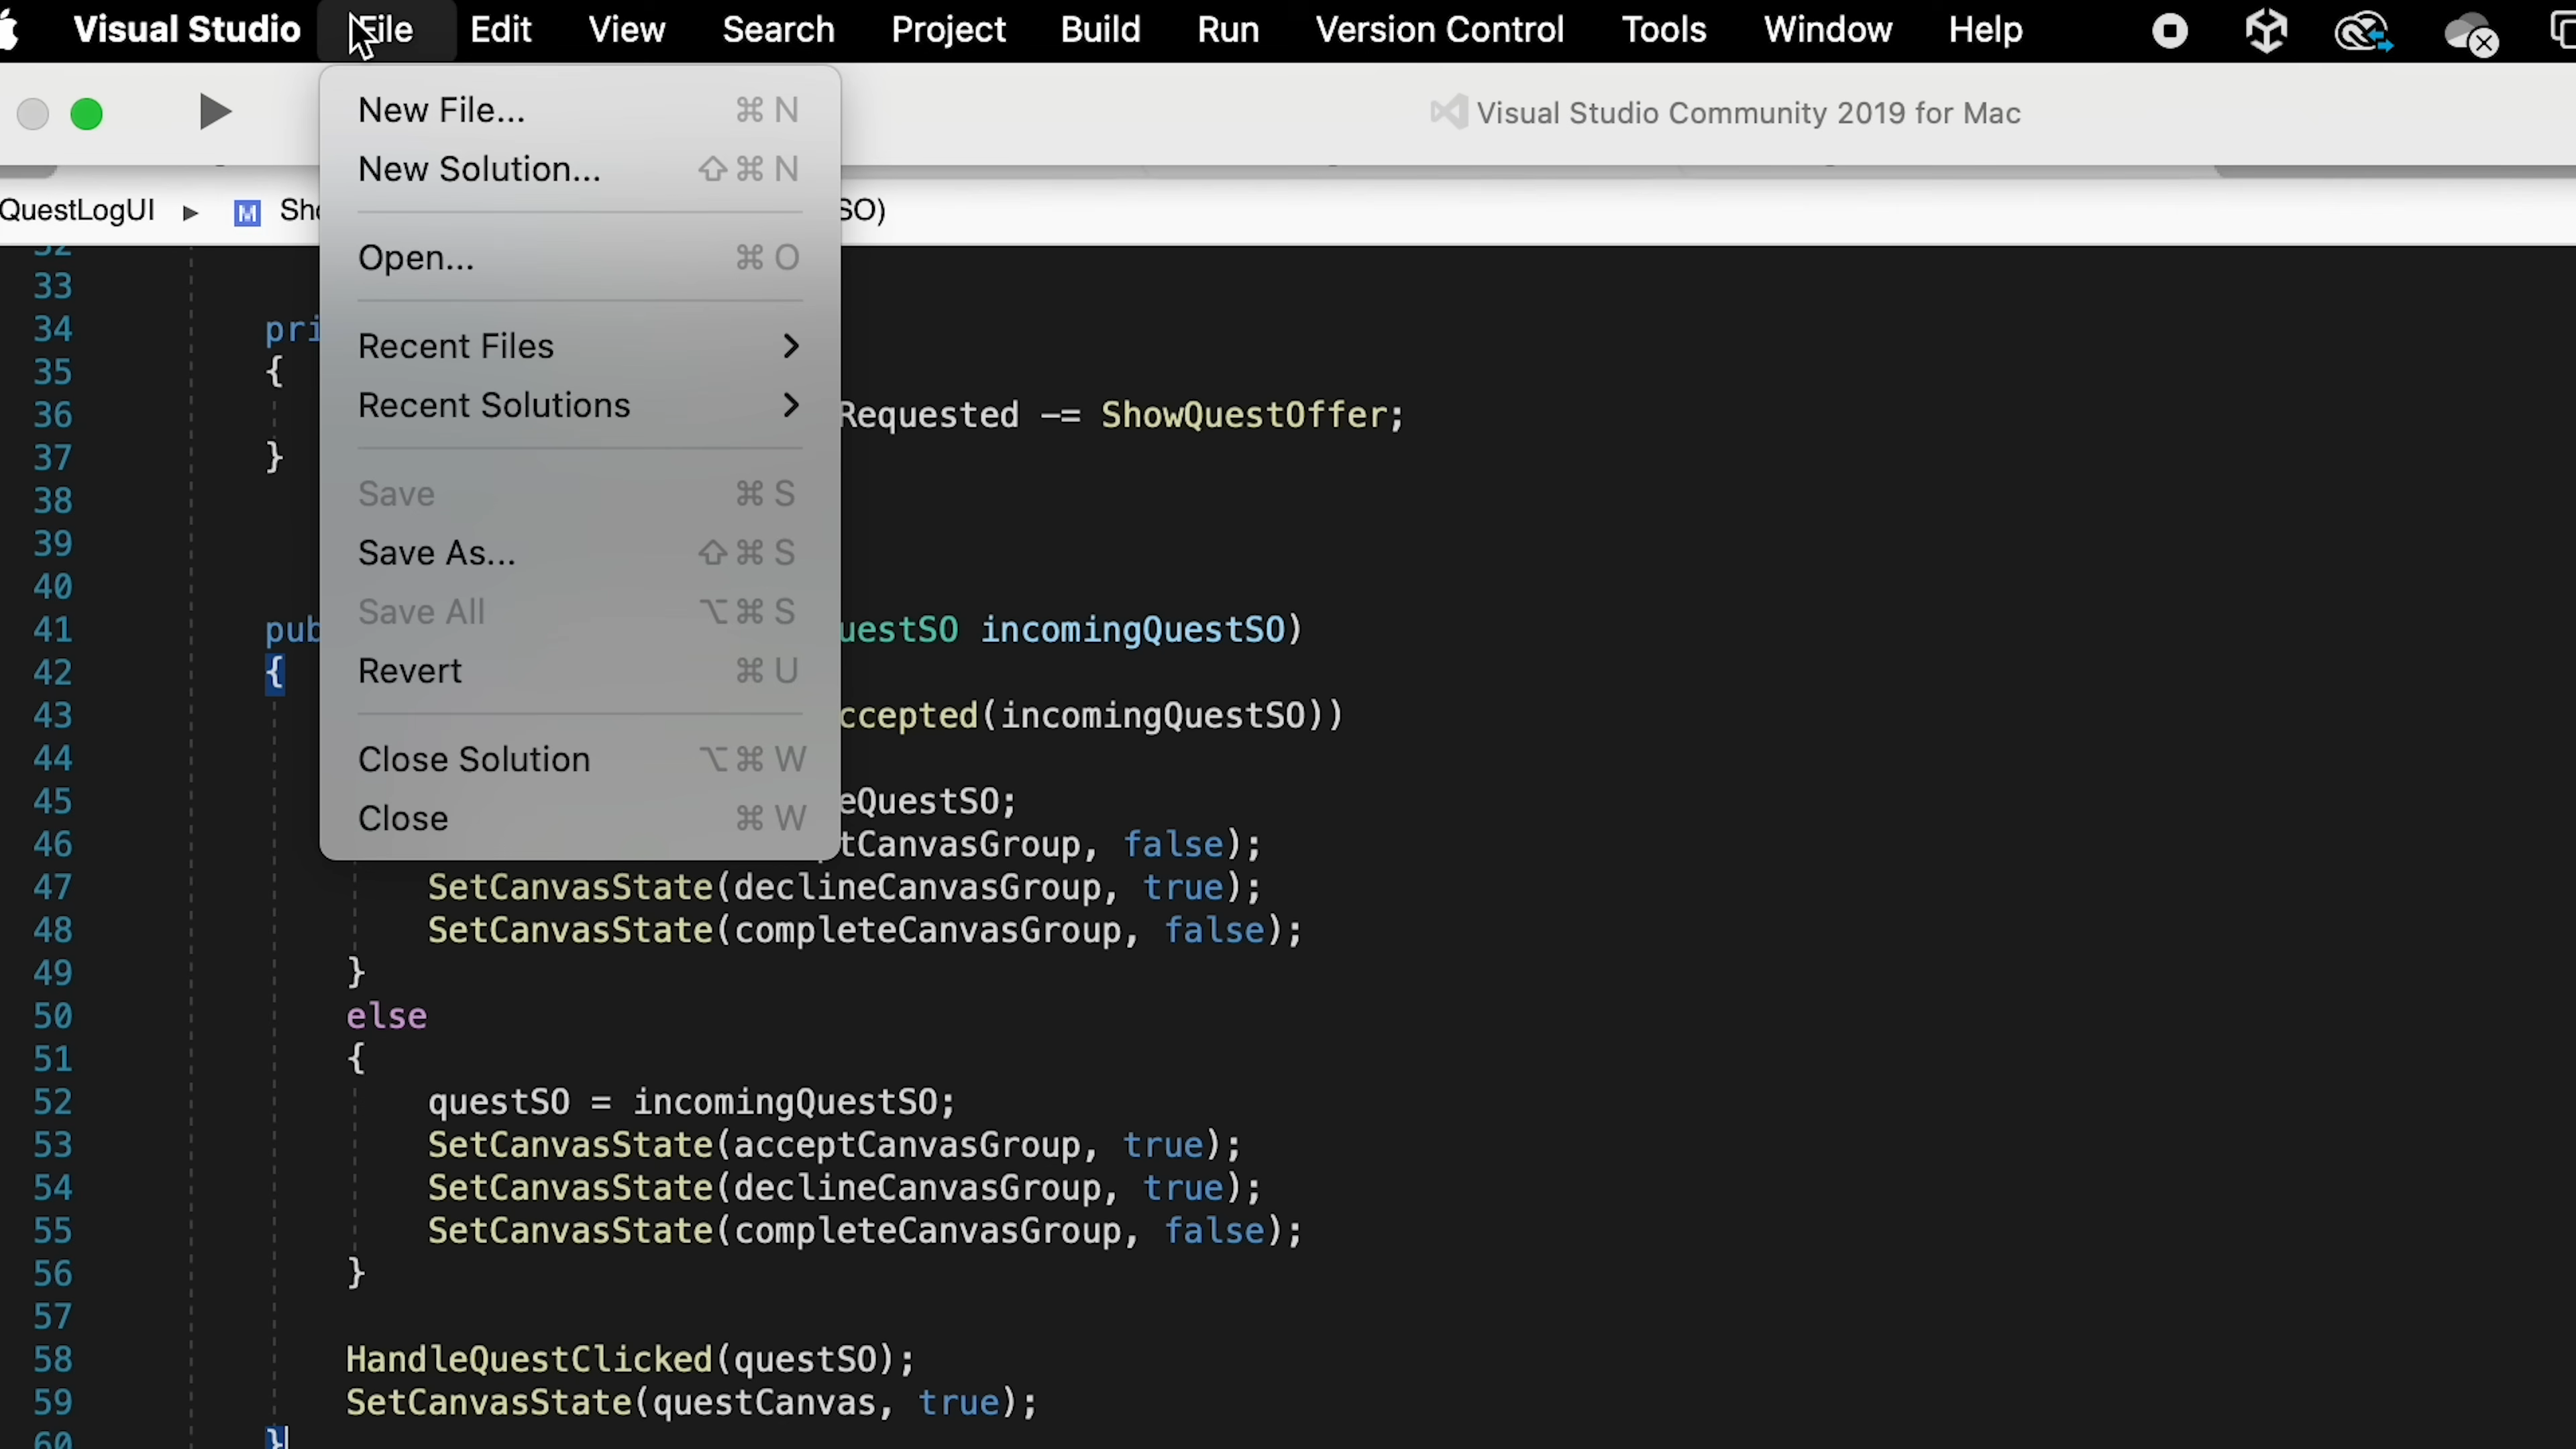 Visual Studio File Edit View Search Project Build Run Version Control Tools Window Help
Visual Studio Community 2019 for Mac
New File... ⌘ N
New Solution... ⇧ ⌘ N
Open... ⌘ O
Recent Files >
Recent Solutions >
Save ⌘ S
Save As... ⇧ ⌘ S
Save All ⌥ ⌘ S
Revert ⌘ U
Close Solution ⌥ ⌘ W
Close ⌘ W
QuestLogUI ▶ M Sho SO)
32
33
34 pri
35 {
36 Requested -= ShowQuestOffer;
37 }
38
39
40
41 pub uestSO incomingQuestSO)
42 {
43 ccepted(incomingQuestSO))
44
45 eQuestSO;
46 tCanvasGroup, false);
47 SetCanvasState(declineCanvasGroup, true);
48 SetCanvasState(completeCanvasGroup, false);
49 }
50 else
51 {
52 questSO = incomingQuestSO;
53 SetCanvasState(acceptCanvasGroup, true);
54 SetCanvasState(declineCanvasGroup, true);
55 SetCanvasState(completeCanvasGroup, false);
56 }
57
58 HandleQuestClicked(questSO);
59 SetCanvasState(questCanvas, true);
60 }